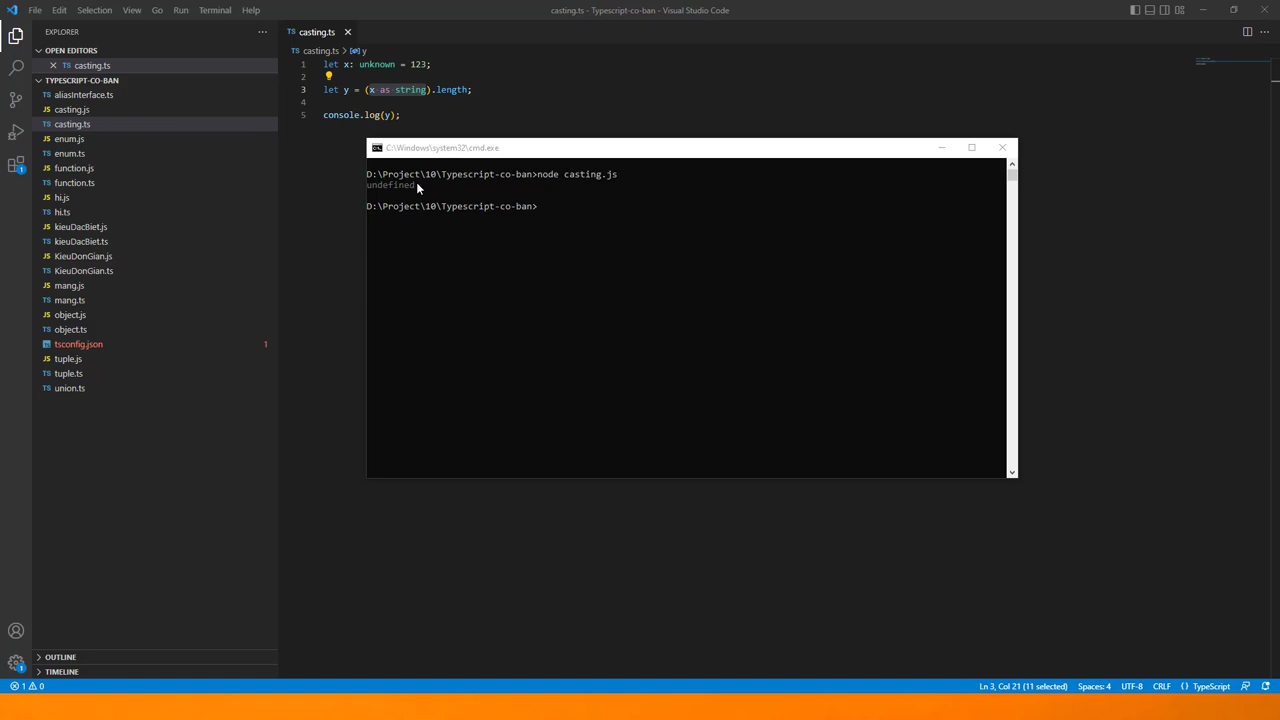 File Edit Selection View Go Run Terminal Help
casting.ts - Typescript-co-ban - Visual Studio Code
EXPLORER
OPEN EDITORS
casting.ts
TYPESCRIPT-CO-BAN
aliasInterface.ts
casting.js
casting.ts
enum.js
enum.ts
function.js
function.ts
hi.js
hi.ts
kieuDacBiet.js
kieuDacBiet.ts
KieuDonGian.js
KieuDonGian.ts
mang.js
mang.ts
object.js
object.ts
tsconfig.json 1
tuple.js
tuple.ts
union.ts
OUTLINE
TIMELINE
casting.ts
casting.ts > y
1 let x: unknown = 123;
2
3 let y = (x as string).length;
4
5 console.log(y);
C:\Windows\system32\cmd.exe
D:\Project\10\Typescript-co-ban>node casting.js
undefined
D:\Project\10\Typescript-co-ban>
1 0
Ln 3, Col 21 (11 selected) Spaces: 4 UTF-8 CRLF {} TypeScript